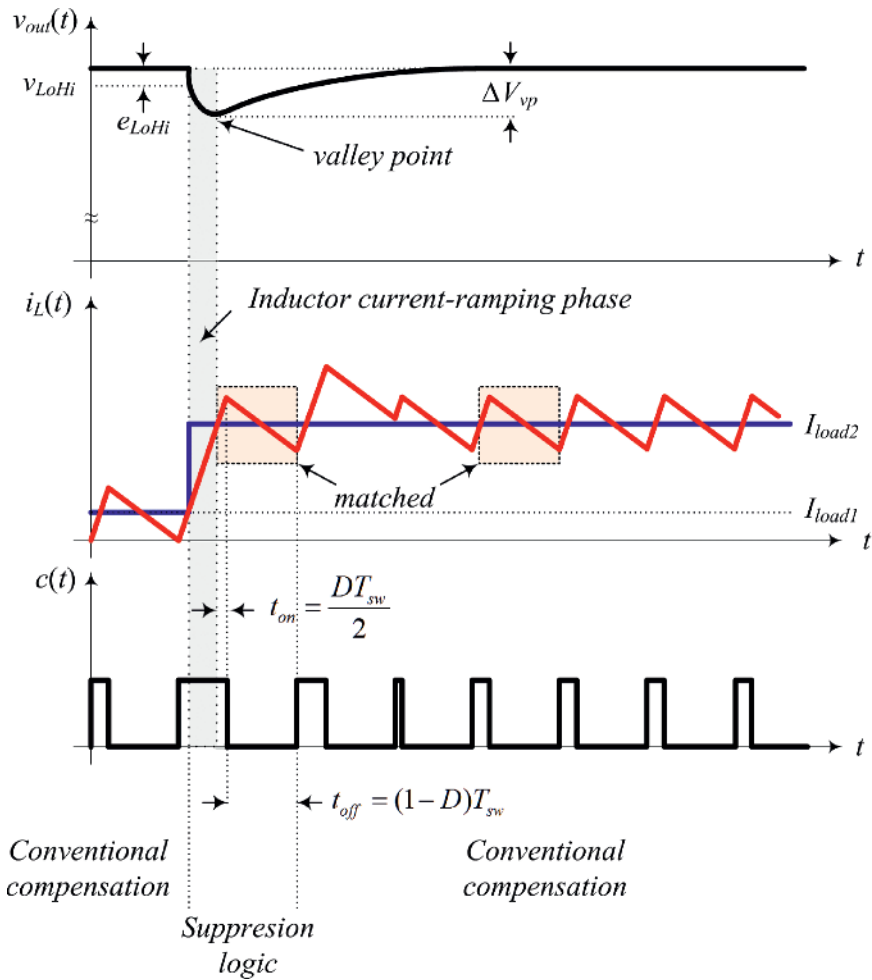 v_out(t)
v_LoHi
e_LoHi
ΔV_vp
valley point
≈
t
i_L(t)
Inductor current-ramping phase
I_load2
matched
I_load1
t
c(t)
t_on = DT_sw / 2
t
t_off = (1−D)T_sw
Conventional
compensation
Conventional
compensation
Suppresion
logic